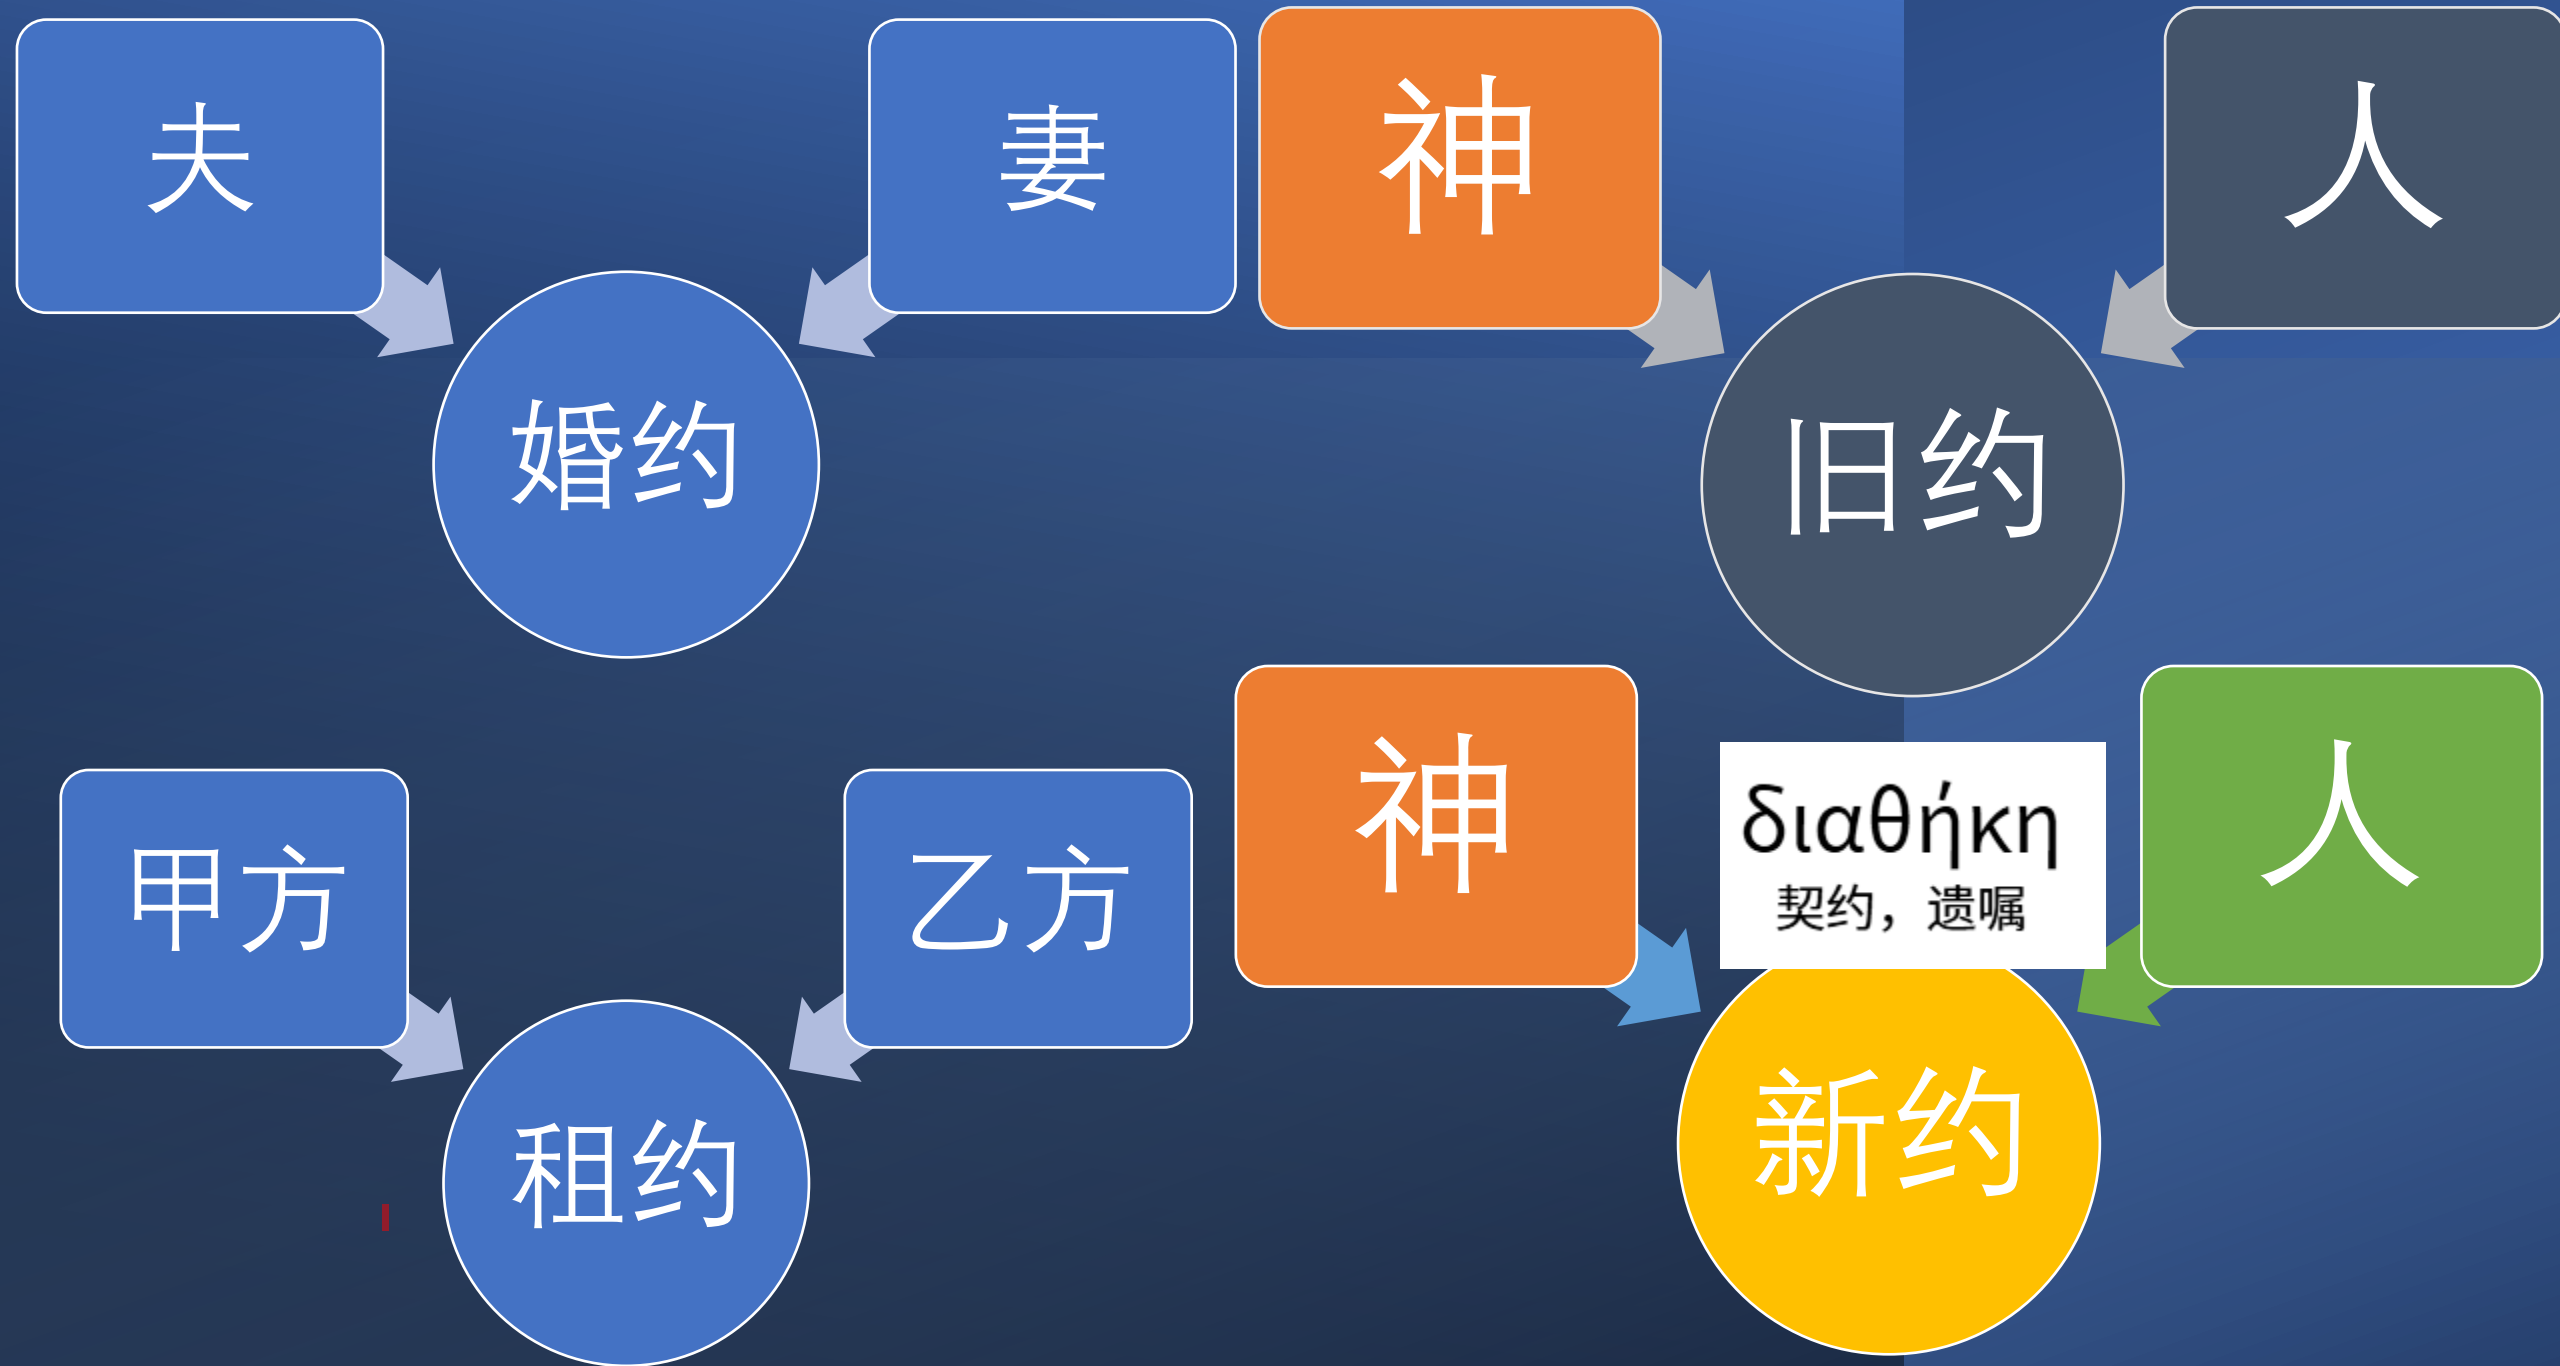 夫
妻
婚约
神
人
旧约
甲方
乙方
租约
神
人
διαθήκη
契约，遗嘱
新约